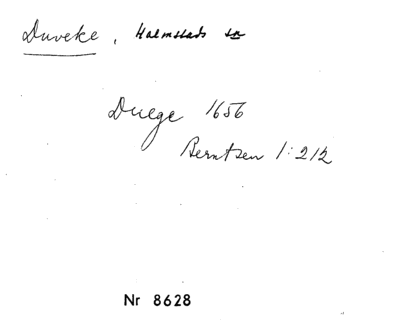 Duveke, Halmstads sn
Duege 1656
Berntsen 1:212
Nr 8628